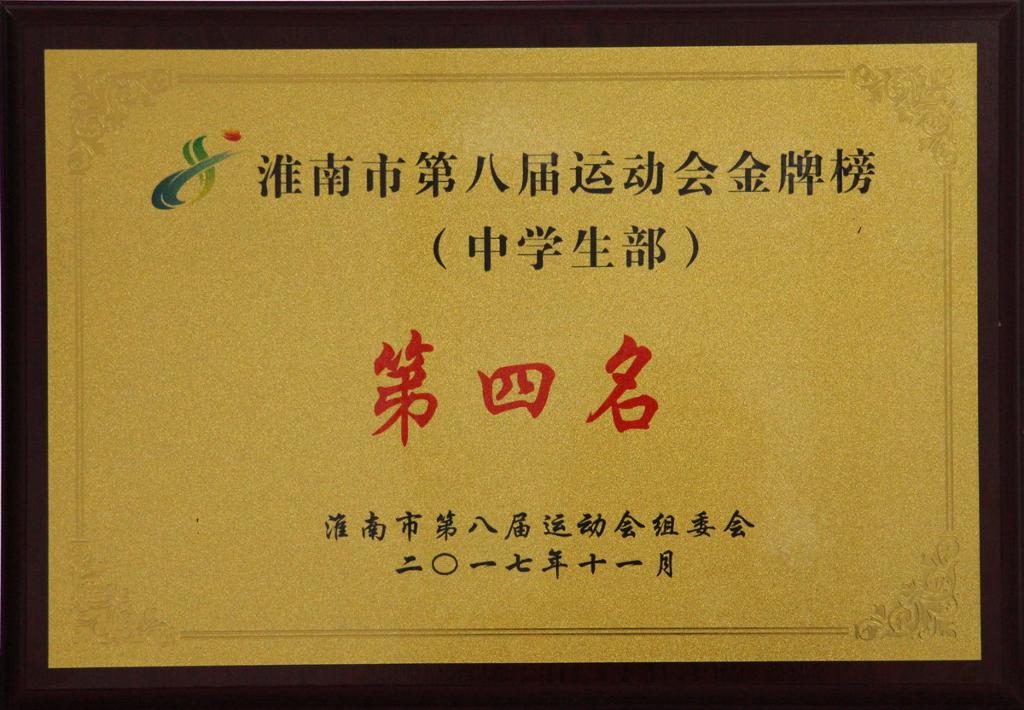 淮南市第八届运动会金牌榜
（中学生部）
第四名
淮南市第八届运动会组委会
二〇一七年十一月